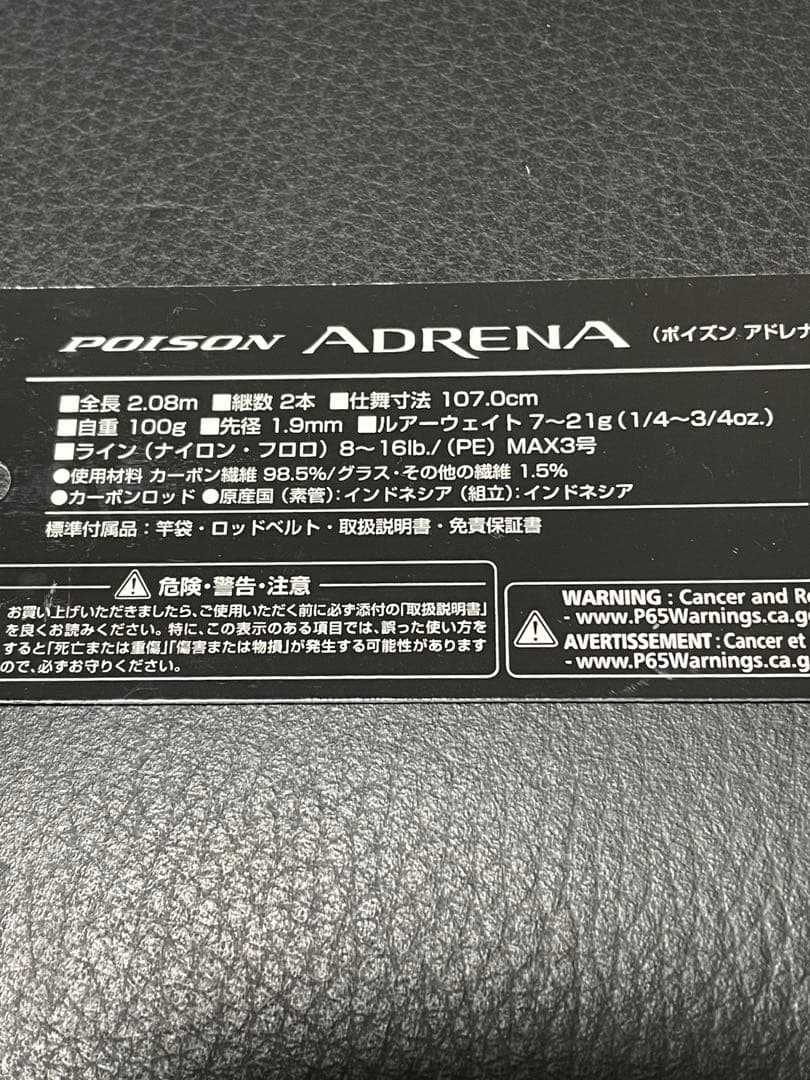 POISON ADRENA (ポイズン アドレナ
■全長 2.08m ■継数 2本 ■仕舞寸法 107.0cm
■自重 100g ■先径 1.9mm ■ルアーウェイト 7〜21g(1/4〜3/4oz.)
■ライン(ナイロン・フロロ) 8〜16lb./(PE) MAX3号
●使用材料 カーボン繊維 98.5%/グラス・その他の繊維 1.5%
●カーボンロッド ●原産国(素管):インドネシア(組立):インドネシア
標準付属品:竿袋・ロッドベルト・取扱説明書・免責保証書
危険・警告・注意
お買い上げいただきましたら、ご使用いただく前に必ず添付の「取扱説明書」
を良くお読みください。特に、この表示のある項目では、誤った使い方を
すると「死亡または重傷」「傷害または物損」が発生する可能性があります
ので、必ずお守りください。
WARNING : Cancer and Re
- www.P65Warnings.ca.go
AVERTISSEMENT : Cancer et
- www.P65Warnings.ca.g